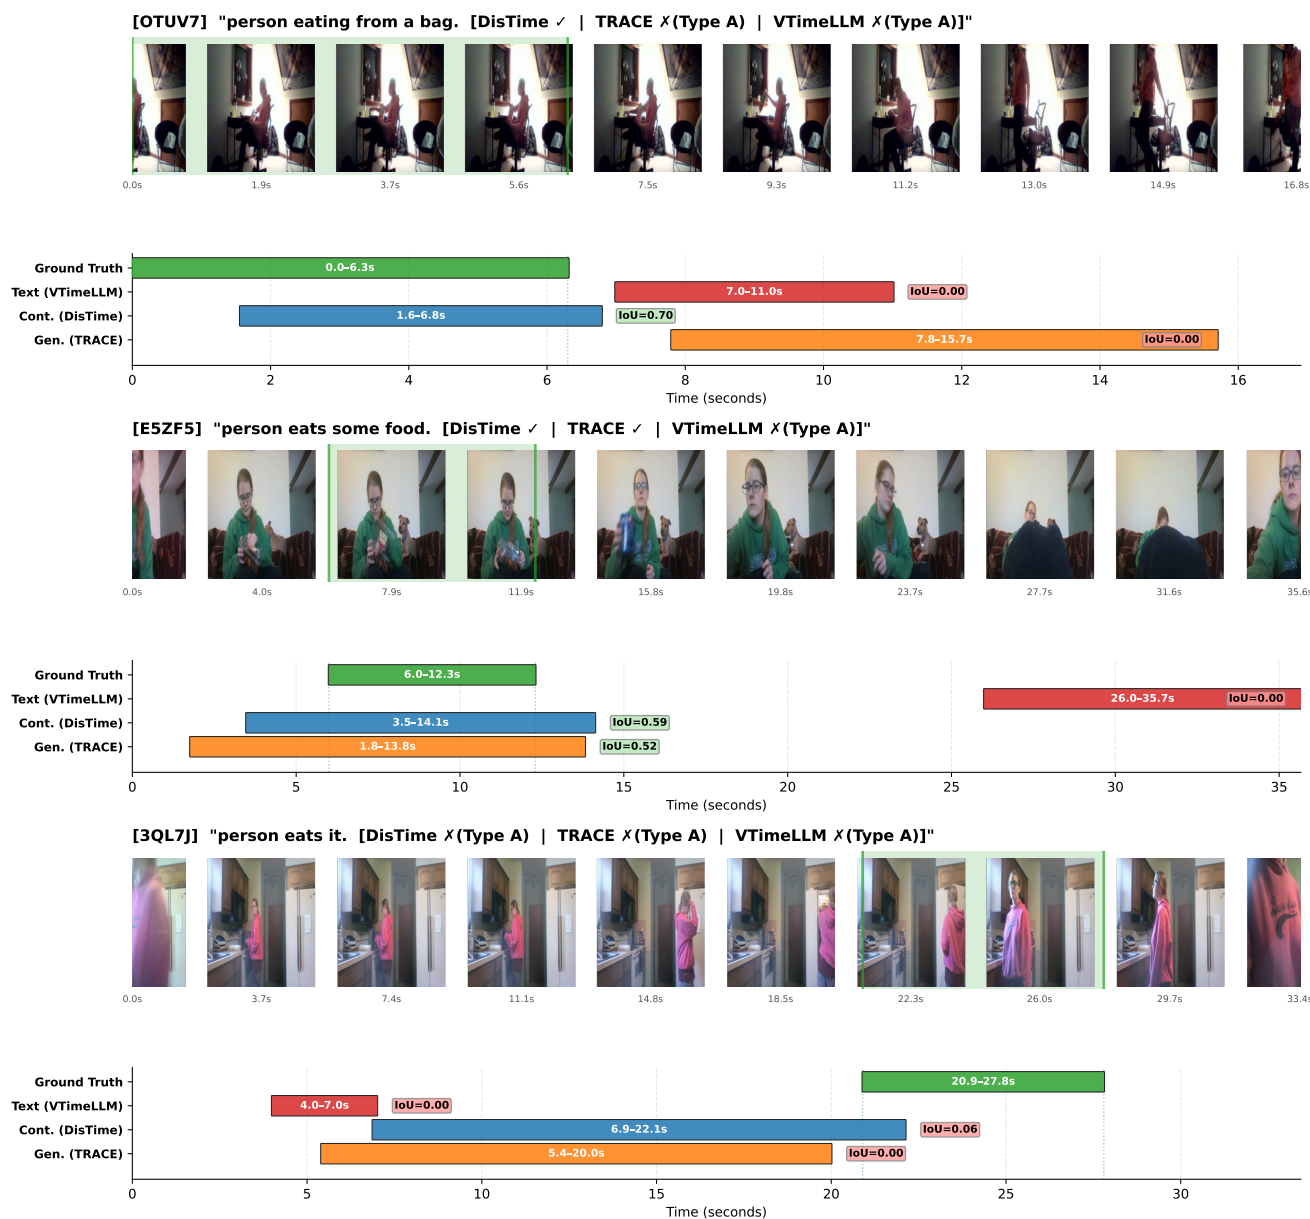 [OTUV7]  "person eating from a bag.  [DisTime ✓  |  TRACE ✗(Type A)  |  VTimeLLM ✗(Type A)]"
0.0s 1.9s 3.7s 5.6s 7.5s 9.3s 11.2s 13.0s 14.9s 16.8s
Ground Truth 0.0–6.3s
Text (VTimeLLM) 7.0–11.0s IoU=0.00
Cont. (DisTime) 1.6–6.8s IoU=0.70
Gen. (TRACE) 7.8–15.7s IoU=0.00
0 2 4 6 8 10 12 14 16
Time (seconds)
[E5ZF5]  "person eats some food.  [DisTime ✓  |  TRACE ✓  |  VTimeLLM ✗(Type A)]"
0.0s 4.0s 7.9s 11.9s 15.8s 19.8s 23.7s 27.7s 31.6s 35.6s
Ground Truth 6.0–12.3s
Text (VTimeLLM) 26.0–35.7s IoU=0.00
Cont. (DisTime) 3.5–14.1s IoU=0.59
Gen. (TRACE) 1.8–13.8s IoU=0.52
0 5 10 15 20 25 30 35
Time (seconds)
[3QL7J]  "person eats it.  [DisTime ✗(Type A)  |  TRACE ✗(Type A)  |  VTimeLLM ✗(Type A)]"
0.0s 3.7s 7.4s 11.1s 14.8s 18.5s 22.3s 26.0s 29.7s 33.4s
Ground Truth 20.9–27.8s
Text (VTimeLLM) 4.0–7.0s IoU=0.00
Cont. (DisTime) 6.9–22.1s IoU=0.06
Gen. (TRACE) 5.4–20.0s IoU=0.00
0 5 10 15 20 25 30
Time (seconds)